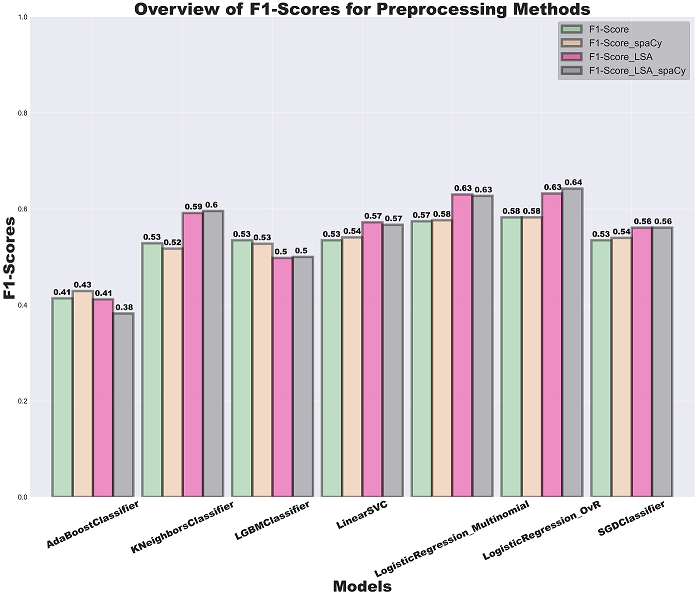 Overview of F1-Scores for Preprocessing Methods
F1-Score
F1-Score_spaCy
F1-Score_LSA
F1-Score_LSA_spaCy
F1-Scores
1.0
0.8
0.6
0.4
0.2
0.0
0.41 0.43 0.41 0.38
0.53 0.52 0.59 0.6
0.53 0.53 0.5 0.5
0.53 0.54 0.57 0.57
0.57 0.58 0.63 0.63
0.58 0.58 0.63 0.64
0.53 0.54 0.56 0.56
AdaBoostClassifier
KNeighborsClassifier
LGBMClassifier
LinearSVC
LogisticRegression_Multinomial
LogisticRegression_OvR
SGDClassifier
Models